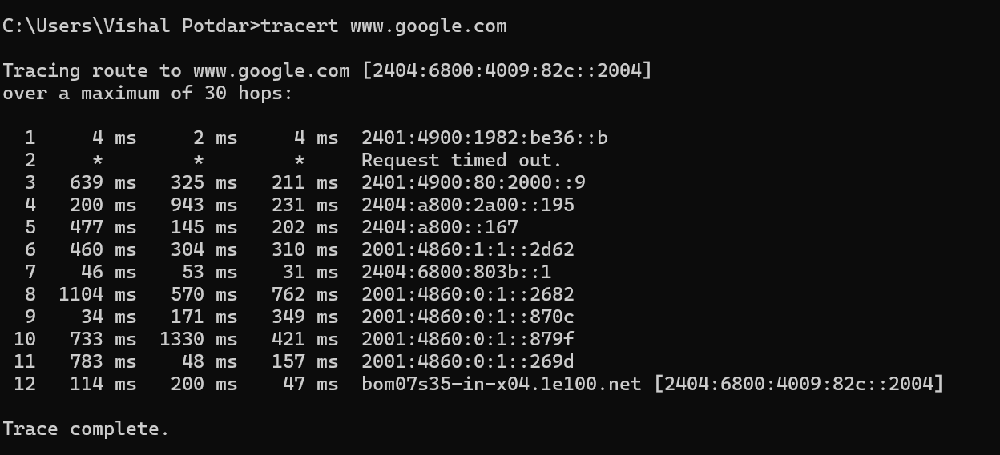 C:\Users\Vishal Potdar>tracert www.google.com
Tracing route to www.google.com [2404:6800:4009:82c::2004]
over a maximum of 30 hops:
1 4 ms 2 ms 4 ms 2401:4900:1982:be36::b
2 * * * Request timed out.
3 639 ms 325 ms 211 ms 2401:4900:80:2000::9
4 200 ms 943 ms 231 ms 2404:a800:2a00::195
5 477 ms 145 ms 202 ms 2404:a800::167
6 460 ms 304 ms 310 ms 2001:4860:1:1::2d62
7 46 ms 53 ms 31 ms 2404:6800:803b::1
8 1104 ms 570 ms 762 ms 2001:4860:0:1::2682
9 34 ms 171 ms 349 ms 2001:4860:0:1::870c
10 733 ms 1330 ms 421 ms 2001:4860:0:1::879f
11 783 ms 48 ms 157 ms 2001:4860:0:1::269d
12 114 ms 200 ms 47 ms bom07s35-in-x04.1e100.net [2404:6800:4009:82c::2004]
Trace complete.